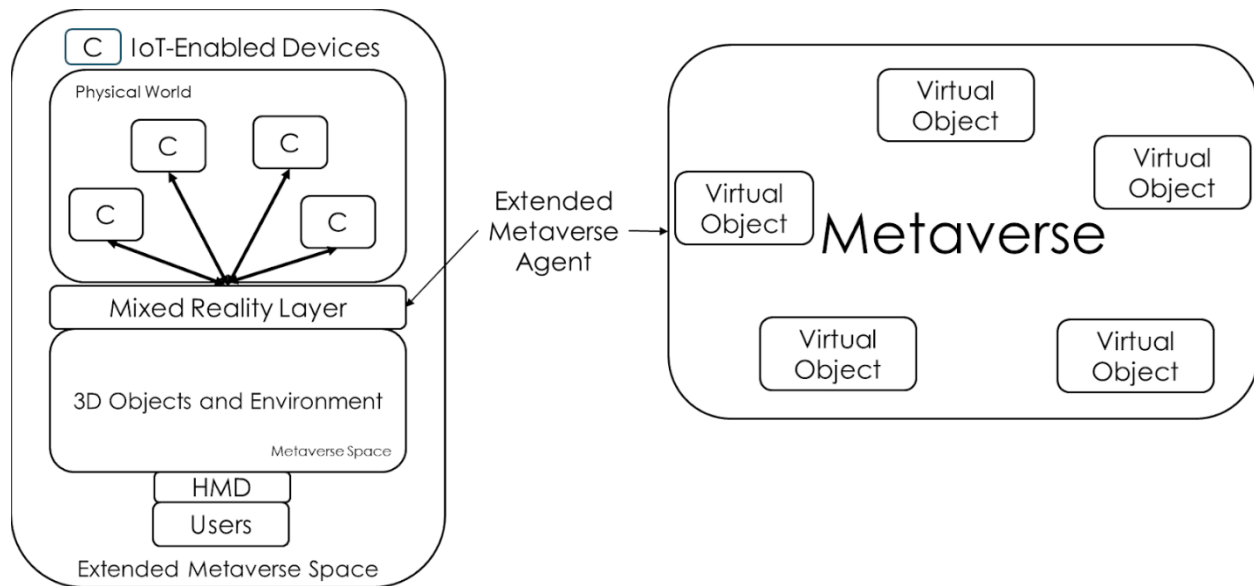 C IoT-Enabled Devices
Physical World
C
C
C
C
Mixed Reality Layer
3D Objects and Environment
Metaverse Space
HMD
Users
Extended Metaverse Space
Extended
Metaverse
Agent
Virtual
Object
Virtual
Object
Virtual
Object
Metaverse
Virtual
Object
Virtual
Object